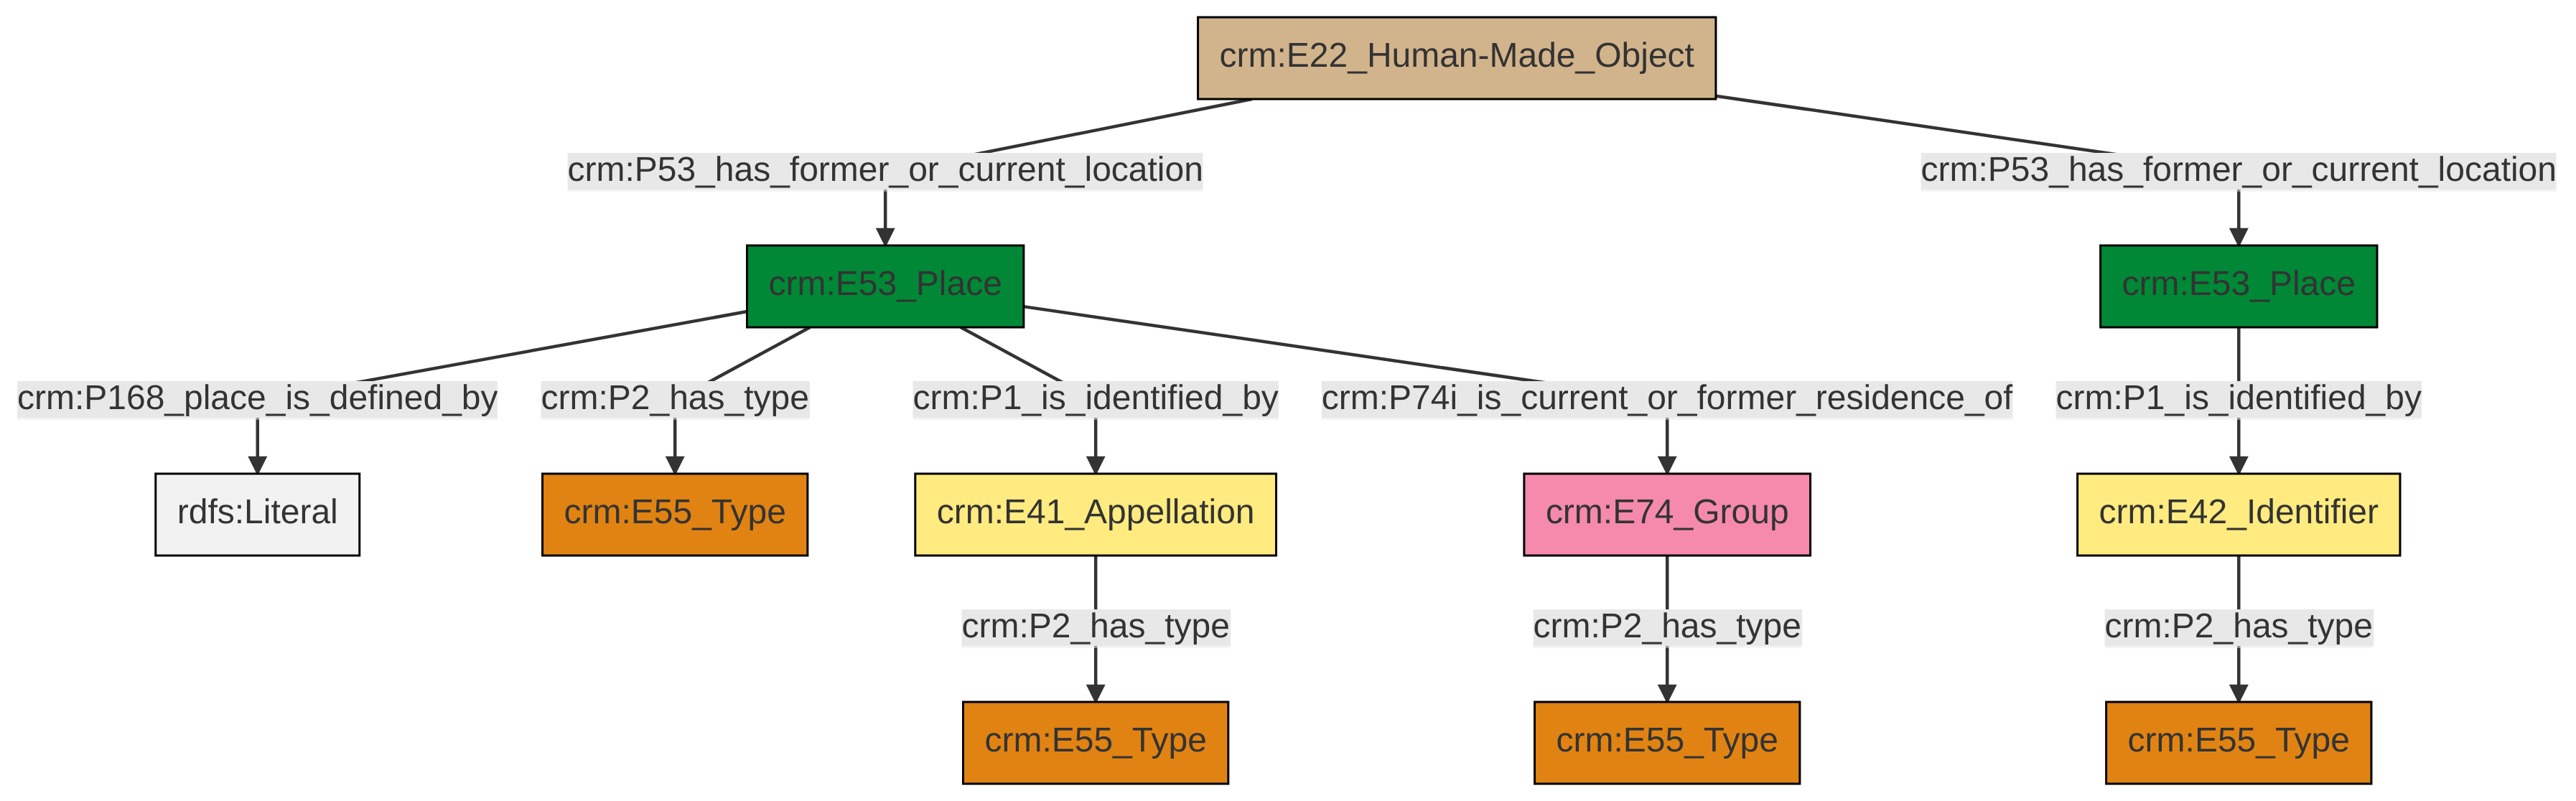 crm:E22_Human-Made_Object
crm:P53_has_former_or_current_location
crm:P53_has_former_or_current_location
crm:E53_Place
crm:E53_Place
crm:P168_place_is_defined_by
crm:P2_has_type
crm:P1_is_identified_by
crm:P74i_is_current_or_former_residence_of
crm:P1_is_identified_by
rdfs:Literal
crm:E55_Type
crm:E41_Appellation
crm:E74_Group
crm:E42_Identifier
crm:P2_has_type
crm:P2_has_type
crm:P2_has_type
crm:E55_Type
crm:E55_Type
crm:E55_Type